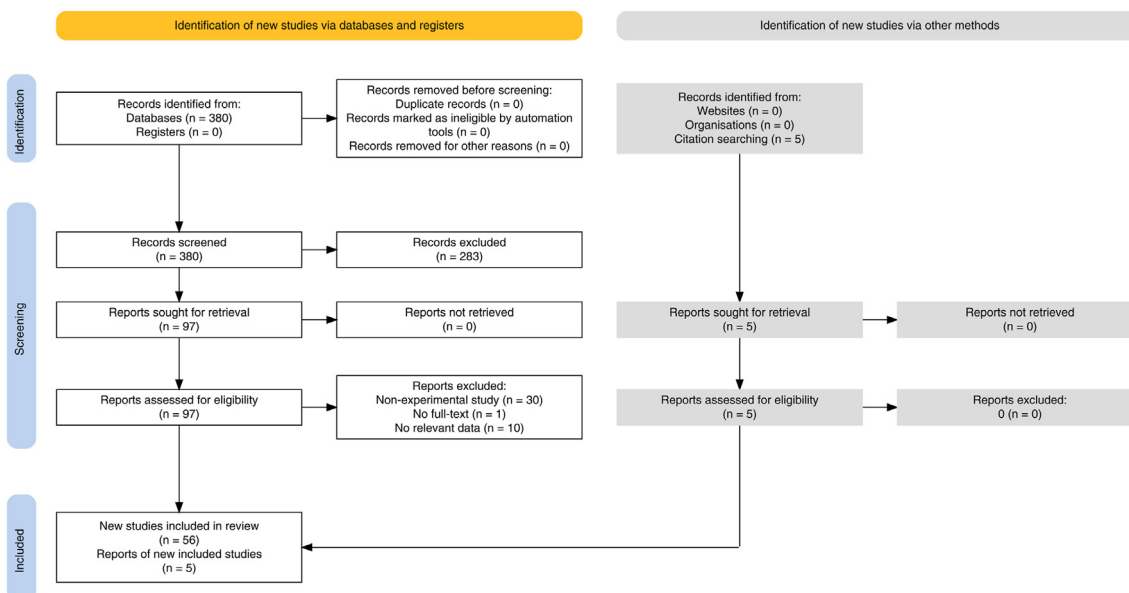 Identification of new studies via databases and registers
Identification of new studies via other methods
Identification
Records identified from:
Databases (n = 380)
Registers (n = 0)
Records removed before screening:
Duplicate records (n = 0)
Records marked as ineligible by automation
tools (n = 0)
Records removed for other reasons (n = 0)
Records identified from:
Websites (n = 0)
Organisations (n = 0)
Citation searching (n = 5)
Screening
Records screened
(n = 380)
Records excluded
(n = 283)
Reports sought for retrieval
(n = 97)
Reports not retrieved
(n = 0)
Reports sought for retrieval
(n = 5)
Reports not retrieved
(n = 0)
Reports assessed for eligibility
(n = 97)
Reports excluded:
Non-experimental study (n = 30)
No full-text (n = 1)
No relevant data (n = 10)
Reports assessed for eligibility
(n = 5)
Reports excluded:
0 (n = 0)
Included
New studies included in review
(n = 56)
Reports of new included studies
(n = 5)